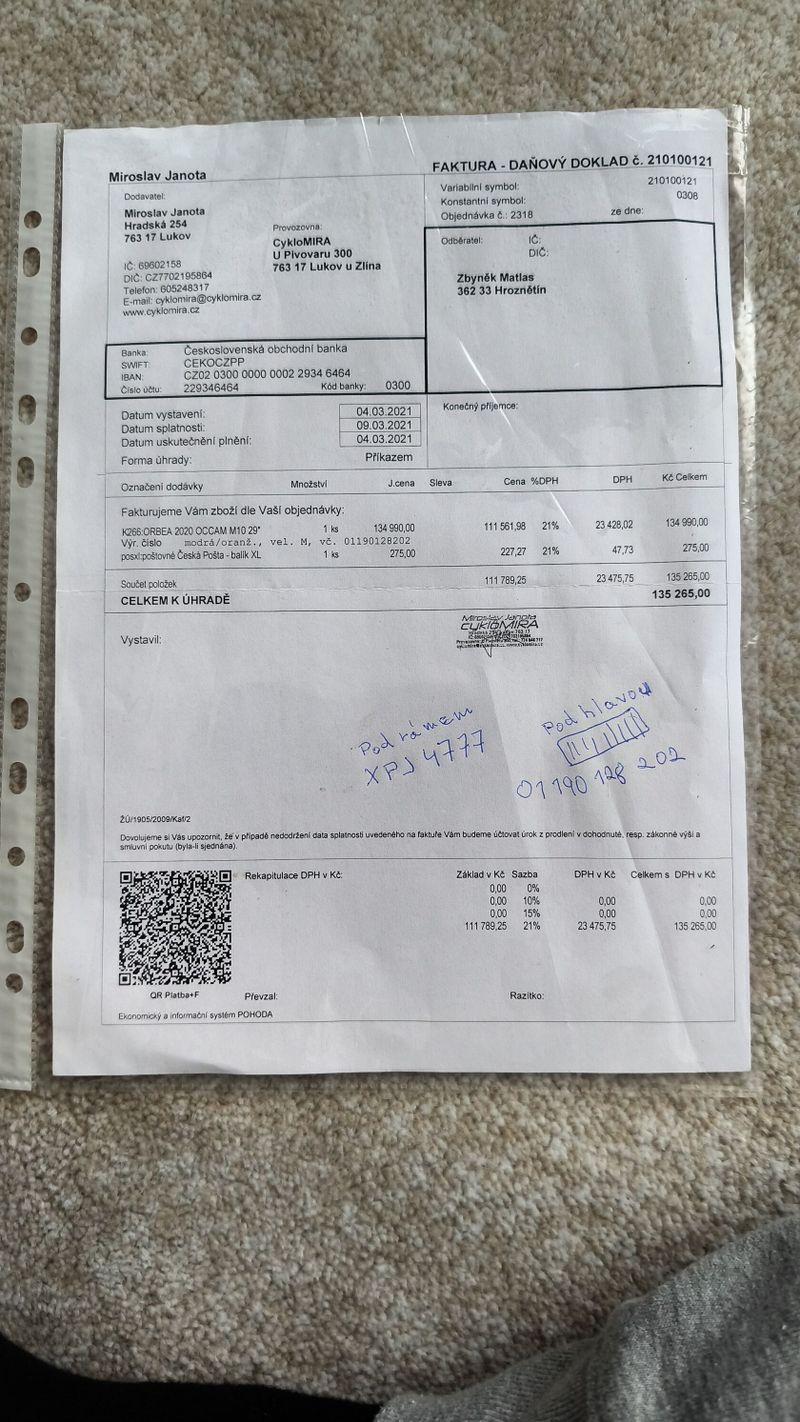 Miroslav Janota
FAKTURA - DAŇOVÝ DOKLAD č. 210100121
Dodavatel:
Miroslav Janota
Hradská 254
763 17 Lukov
Provozovna:
CykloMIRA
U Pivovaru 300
763 17 Lukov u Zlína
IČ: 69602158
DIČ: CZ7702195864
Telefon: 605248317
E-mail: cyklomira@cyklomira.cz
www.cyklomira.cz
Variabilní symbol: 210100121
Konstantní symbol: 0308
Objednávka č.: 2318 ze dne:
Odběratel: IČ:
DIČ:
Zbyněk Matlas
362 33 Hroznětín
Banka: Československá obchodní banka
SWIFT: CEKOCZPP
IBAN: CZ02 0300 0000 0002 2934 6464
Číslo účtu: 229346464 Kód banky: 0300
Datum vystavení: 04.03.2021
Datum splatnosti: 09.03.2021
Datum uskutečnění plnění: 04.03.2021
Forma úhrady: Příkazem
Konečný příjemce:
Označení dodávky Množství J.cena Sleva Cena %DPH DPH Kč Celkem
Fakturujeme Vám zboží dle Vaší objednávky:
K266:ORBEA 2020 OCCAM M10 29" 1 ks 134 990,00 111 561,98 21% 23 428,02 134 990,00
Výr. číslo modrá/oranž., vel. M, vč. 01190128202
posxl:poštovné Česká Pošta - balík XL 1 ks 275,00 227,27 21% 47,73 275,00
Součet položek 111 789,25 23 475,75 135 265,00
CELKEM K ÚHRADĚ 135 265,00
Vystavil:
Miroslav Janota
CykloMIRA
Pod rámem
XPJ 4777
Pod hlavou
01190 128 202
ŽÚ/1905/2009/Kaf/2
Dovolujeme si Vás upozornit, že v případě nedodržení data splatnosti uvedeného na faktuře Vám budeme účtovat úrok z prodlení v dohodnuté, resp. zákonné výši a
smluvní pokutu (byla-li sjednána).
Rekapitulace DPH v Kč: Základ v Kč Sazba DPH v Kč Celkem s DPH v Kč
0,00 0%
0,00 10% 0,00 0,00
0,00 15% 0,00 0,00
111 789,25 21% 23 475,75 135 265,00
QR Platba+F
Převzal: Razítko:
Ekonomický a informační systém POHODA